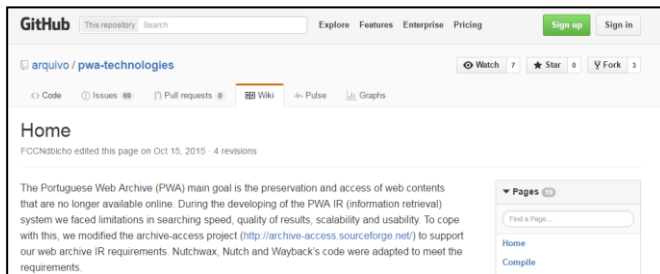 GitHub This repository Search Explore Features Enterprise Pricing Sign up Sign in
arquivo / pwa-technologies Watch 7 Star 0 Fork 3
Code Issues 69 Pull requests 0 Wiki Pulse Graphs
Home
FCCNdbicho edited this page on Oct 15, 2015 · 4 revisions
The Portuguese Web Archive (PWA) main goal is the preservation and access of web contents
that are no longer available online. During the developing of the PWA IR (information retrieval)
system we faced limitations in searching speed, quality of results, scalability and usability. To cope
with this, we modified the archive-access project (http://archive-access.sourceforge.net/) to support
our web archive IR requirements. Nutchwax, Nutch and Wayback's code were adapted to meet the
requirements.
Pages 19
Find a Page...
Home
Compile